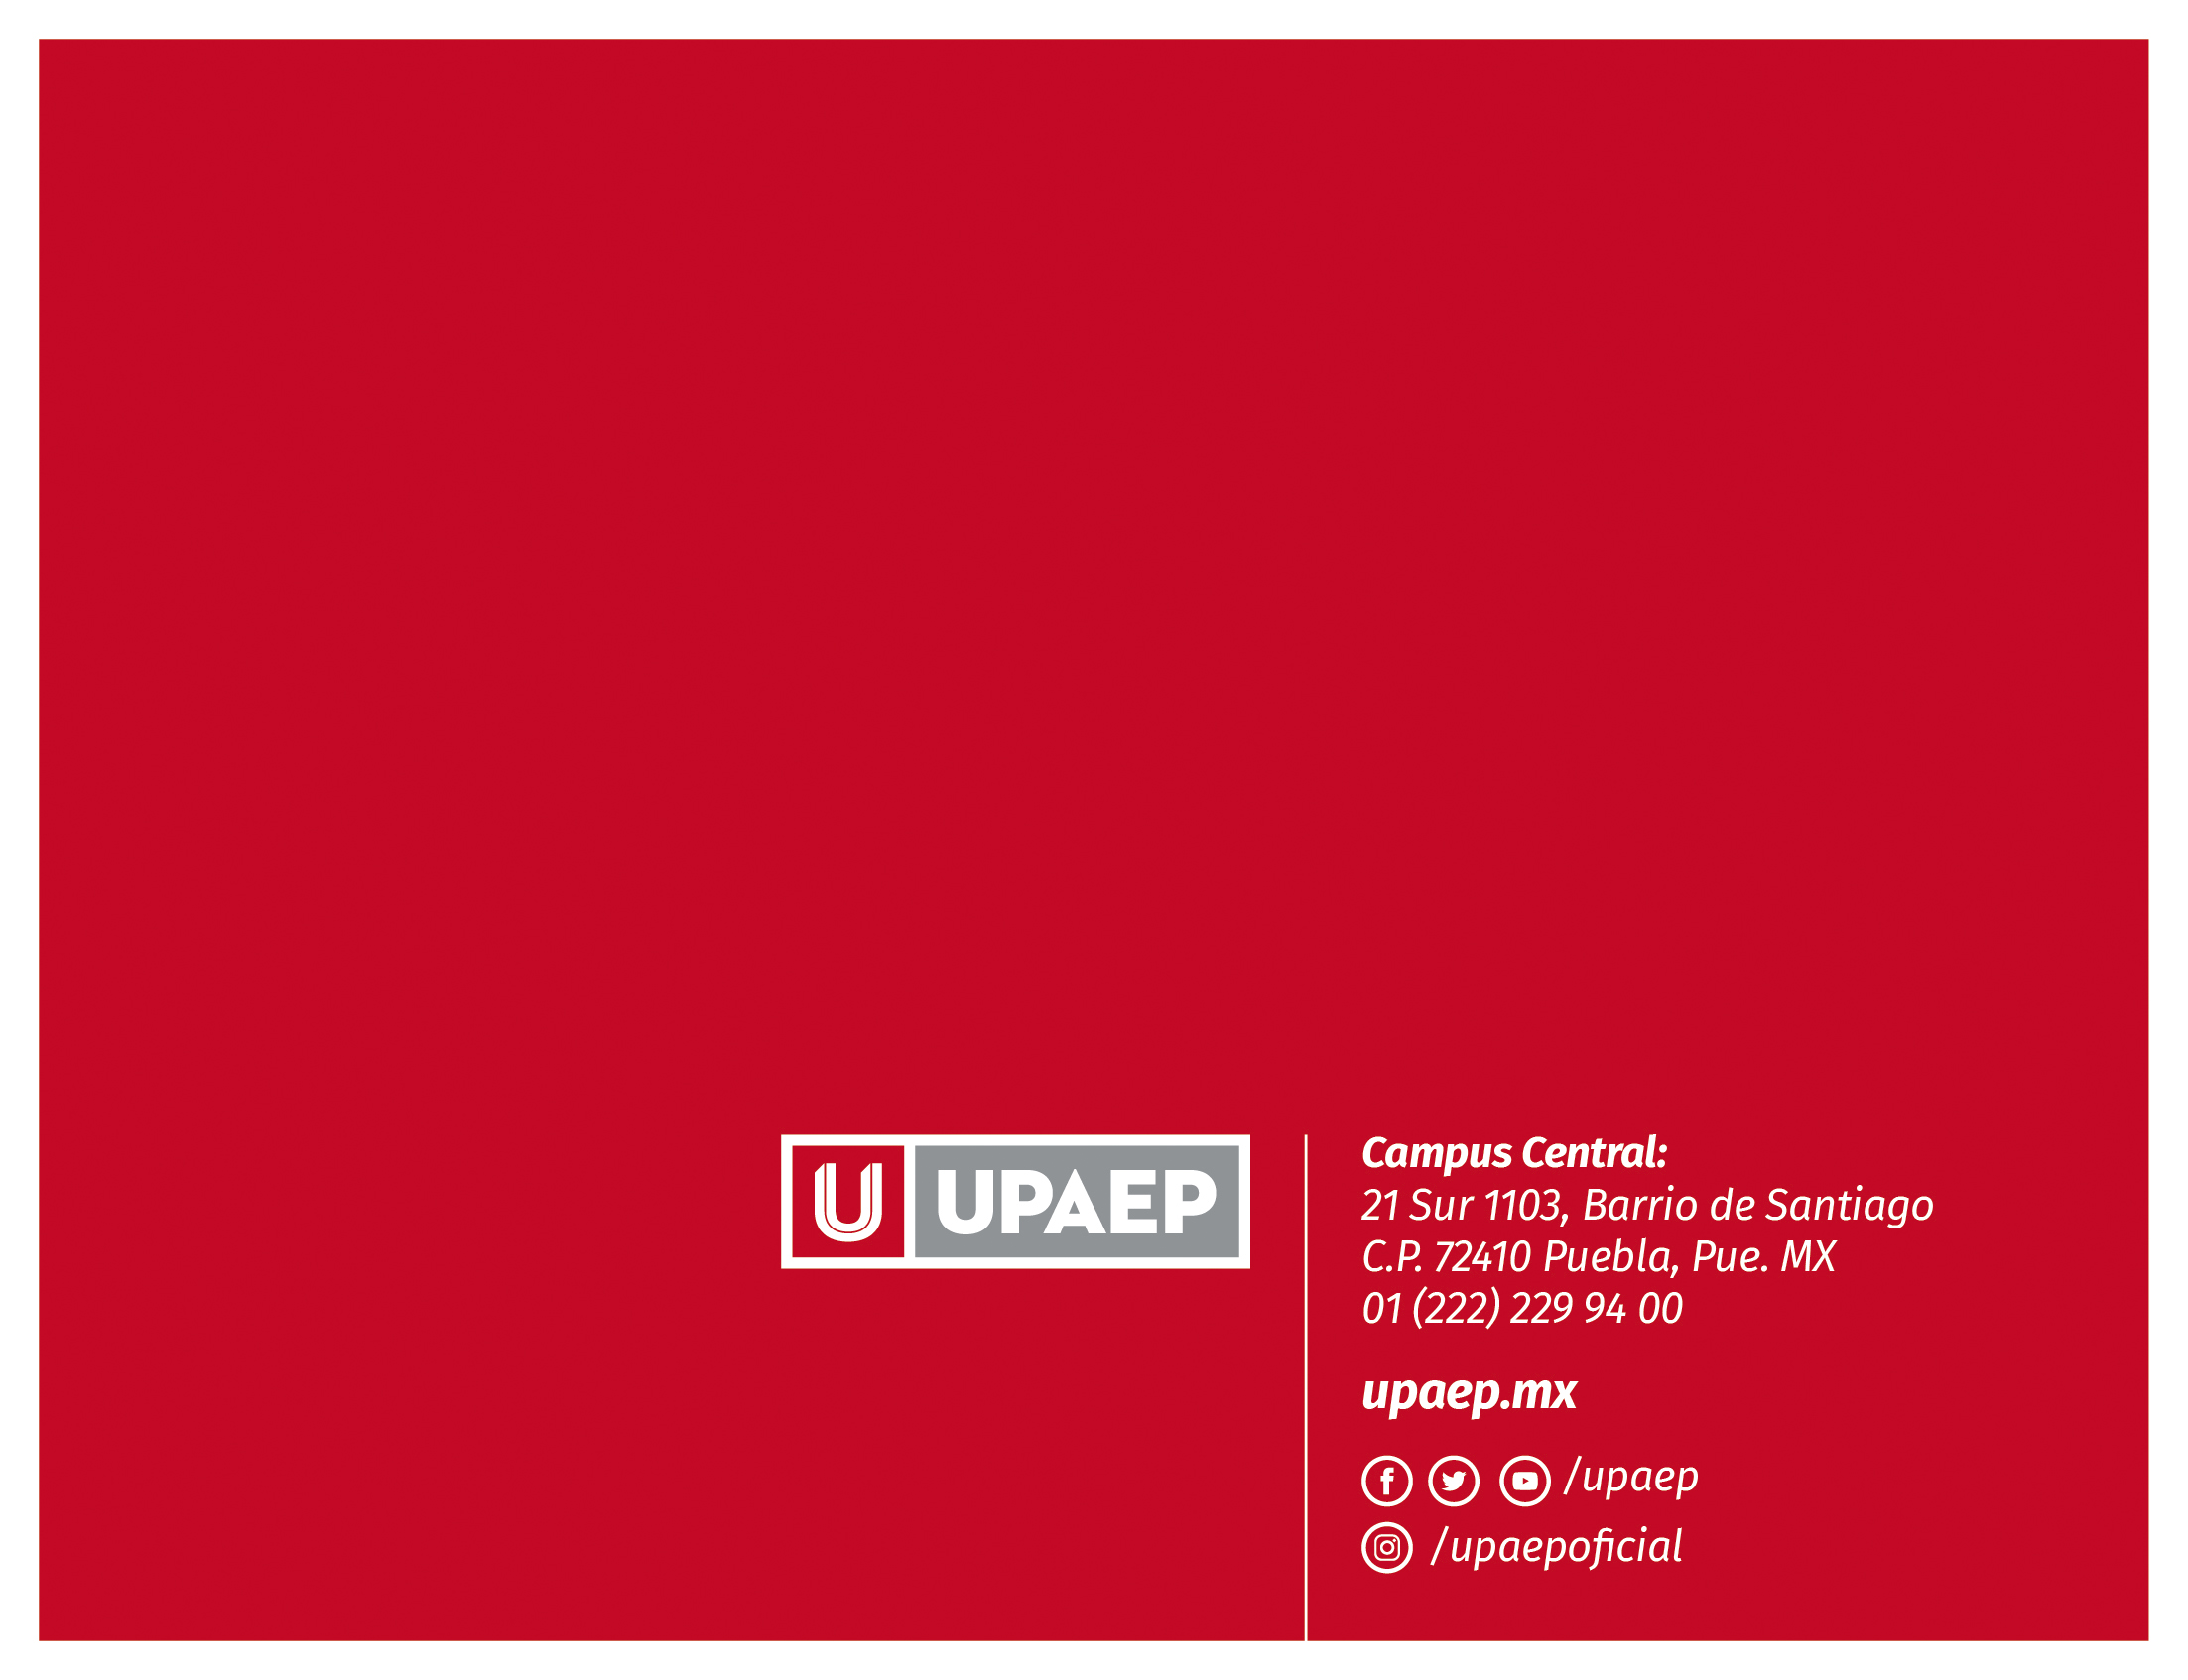 U UPAEP
Campus Central:
21 Sur 1103, Barrio de Santiago
C.P. 72410 Puebla, Pue. MX
01 (222) 229 94 00
upaep.mx
/upaep
/upaepoficial